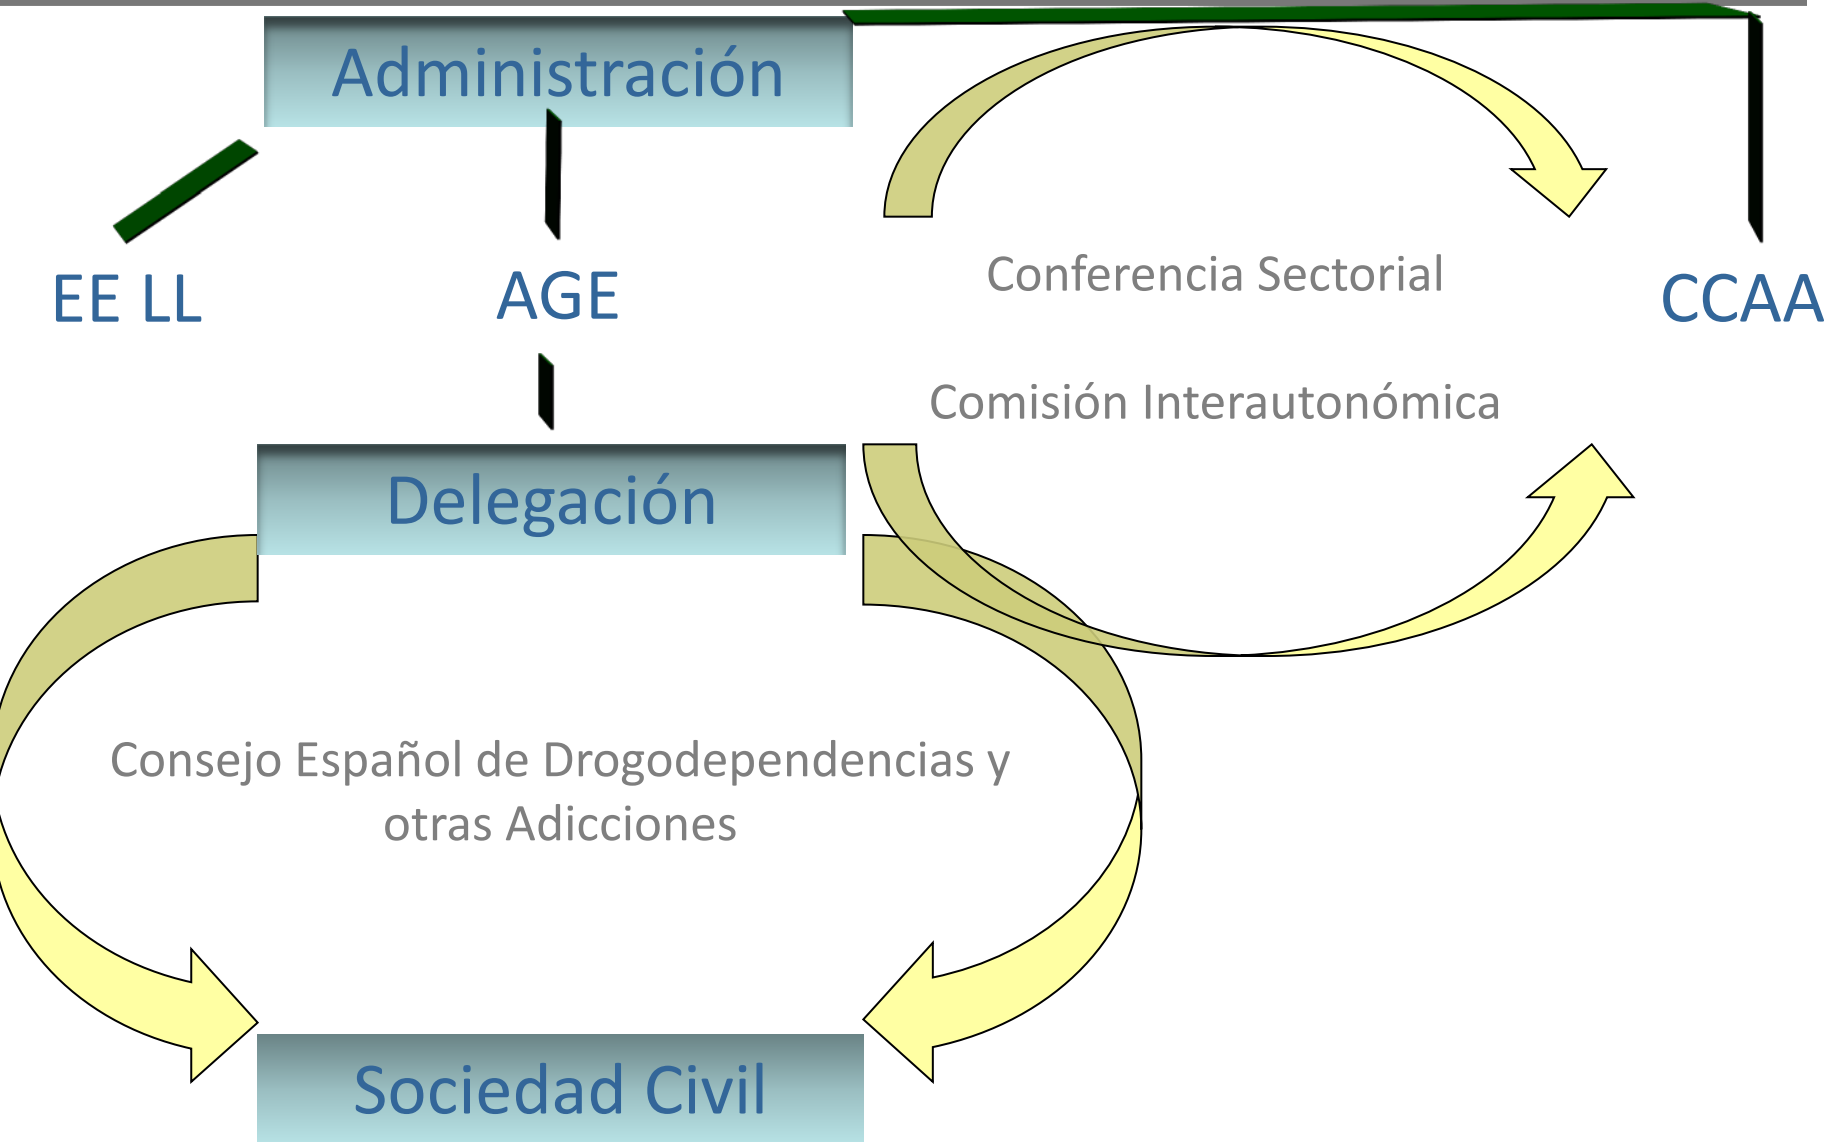 Administración
EE LL
AGE
Conferencia Sectorial
CCAA
Comisión Interautonómica
Delegación
Consejo Español de Drogodependencias y
otras Adicciones
Sociedad Civil